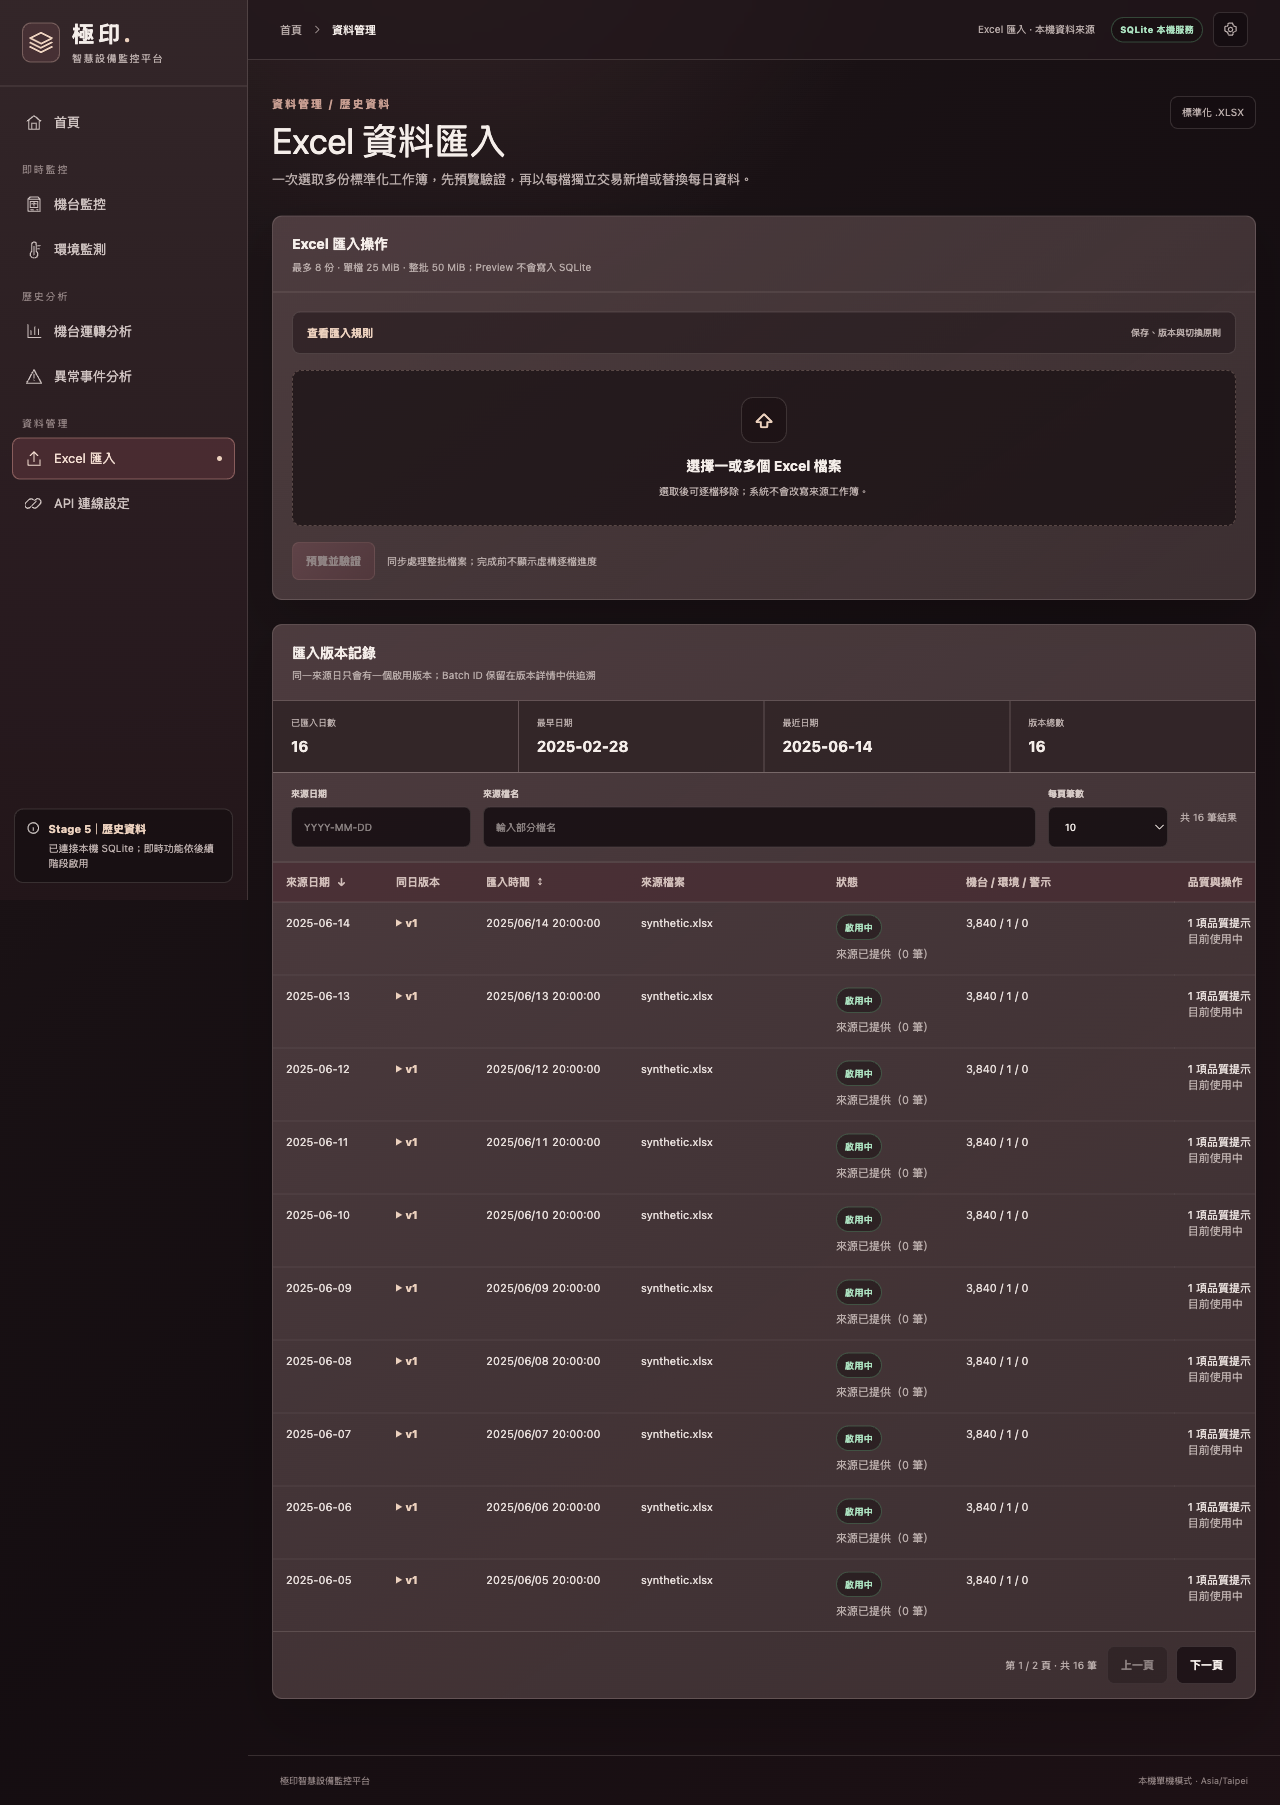 極印.
智慧設備監控平台
首頁
即時監控
機台監控
環境監測
歷史分析
機台運轉分析
異常事件分析
資料管理
Excel 匯入
API 連線設定
Stage 5｜歷史資料
已連接本機 SQLite；即時功能依後續
階段啟用
首頁 > 資料管理
Excel 匯入 · 本機資料來源
SQLite 本機服務
資料管理 / 歷史資料
Excel 資料匯入
一次選取多份標準化工作簿，先預覽驗證，再以每檔獨立交易新增或替換每日資料。
標準化 .XLSX
Excel 匯入操作
最多 8 份 · 單檔 25 MiB · 整批 50 MiB；Preview 不會寫入 SQLite
查看匯入規則
保存、版本與切換原則
選擇一或多個 Excel 檔案
選取後可逐檔移除；系統不會改寫來源工作簿。
預覽並驗證
同步處理整批檔案；完成前不顯示虛構逐檔進度
匯入版本記錄
同一來源日只會有一個啟用版本；Batch ID 保留在版本詳情中供追溯
已匯入日數
16
最早日期
2025-02-28
最近日期
2025-06-14
版本總數
16
來源日期
YYYY-MM-DD
來源檔名
輸入部分檔名
每頁筆數
10
共 16 筆結果
來源日期 ↓ 同日版本 匯入時間 ↕ 來源檔案 狀態 機台 / 環境 / 警示 品質與操作
2025-06-14 ▶ v1 2025/06/14 20:00:00 synthetic.xlsx 啟用中 3,840 / 1 / 0 1 項品質提示
來源已提供（0 筆） 目前使用中
2025-06-13 ▶ v1 2025/06/13 20:00:00 synthetic.xlsx 啟用中 3,840 / 1 / 0 1 項品質提示
來源已提供（0 筆） 目前使用中
2025-06-12 ▶ v1 2025/06/12 20:00:00 synthetic.xlsx 啟用中 3,840 / 1 / 0 1 項品質提示
來源已提供（0 筆） 目前使用中
2025-06-11 ▶ v1 2025/06/11 20:00:00 synthetic.xlsx 啟用中 3,840 / 1 / 0 1 項品質提示
來源已提供（0 筆） 目前使用中
2025-06-10 ▶ v1 2025/06/10 20:00:00 synthetic.xlsx 啟用中 3,840 / 1 / 0 1 項品質提示
來源已提供（0 筆） 目前使用中
2025-06-09 ▶ v1 2025/06/09 20:00:00 synthetic.xlsx 啟用中 3,840 / 1 / 0 1 項品質提示
來源已提供（0 筆） 目前使用中
2025-06-08 ▶ v1 2025/06/08 20:00:00 synthetic.xlsx 啟用中 3,840 / 1 / 0 1 項品質提示
來源已提供（0 筆） 目前使用中
2025-06-07 ▶ v1 2025/06/07 20:00:00 synthetic.xlsx 啟用中 3,840 / 1 / 0 1 項品質提示
來源已提供（0 筆） 目前使用中
2025-06-06 ▶ v1 2025/06/06 20:00:00 synthetic.xlsx 啟用中 3,840 / 1 / 0 1 項品質提示
來源已提供（0 筆） 目前使用中
2025-06-05 ▶ v1 2025/06/05 20:00:00 synthetic.xlsx 啟用中 3,840 / 1 / 0 1 項品質提示
來源已提供（0 筆） 目前使用中
第 1 / 2 頁 · 共 16 筆 上一頁 下一頁
極印智慧設備監控平台
本機單機模式 · Asia/Taipei